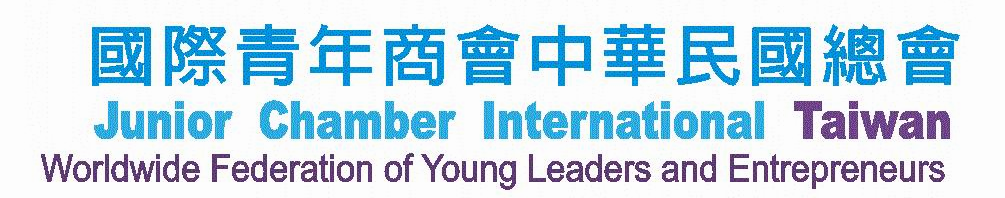 國際青年商會中華民國總會
Junior Chamber International Taiwan
Worldwide Federation of Young Leaders and Entrepreneurs